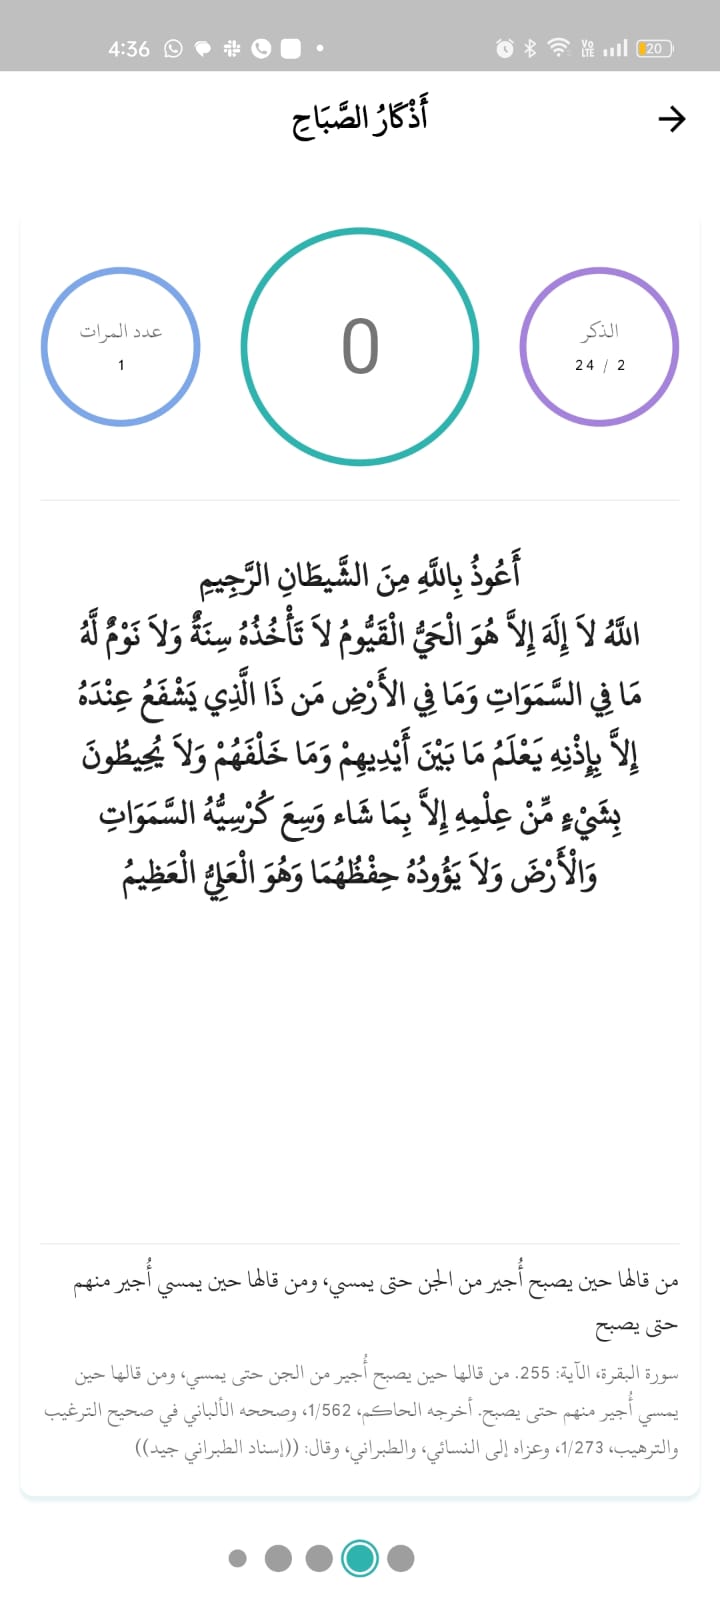 4:36
Vo LTE
20
أَذْكَارُ الصَّبَاحِ
الذكر
2 / 24
0
عدد المرات
1
أَعُوذُ بِاللَّهِ مِنَ الشَّيطَانِ الرَّجِيمِ
اللَّهُ لاَ إِلَهَ إِلاَّ هُوَ الْحَيُّ الْقَيُّومُ لاَ تَأْخُذُهُ سِنَةٌ وَلاَ نَوْمٌ لَّهُ
مَا فِي السَّمَوَاتِ وَمَا فِي الأَرْضِ مَن ذَا الَّذِي يَشْفَعُ عِنْدَهُ
إِلاَّ بِإِذْنِهِ يَعْلَمُ مَا بَيْنَ أَيْدِيهِمْ وَمَا خَلْفَهُمْ وَلاَ يُحِيطُونَ
بِشَيْءٍ مِّنْ عِلْمِهِ إِلاَّ بِمَا شَاء وَسِعَ كُرْسِيُّهُ السَّمَوَاتِ
وَالْأَرْضَ وَلاَ يَؤُودُهُ حِفْظُهُمَا وَهُوَ الْعَلِيُّ الْعَظِيمُ
من قالها حين يصبح أُجير من الجن حتى يمسي، ومن قالها حين يمسي أُجير منهم
حتى يصبح
سورة البقرة، الآية: 255. من قالها حين يصبح أُجير من الجن حتى يمسي، ومن قالها حين
يمسي أُجير منهم حتى يصبح. أخرجه الحاكم، 1/562، وصححه الألباني في صحيح الترغيب
والترهيب، 1/273، وعزاه إلى النسائي، والطبراني، وقال: ((إسناد الطبراني جيد))